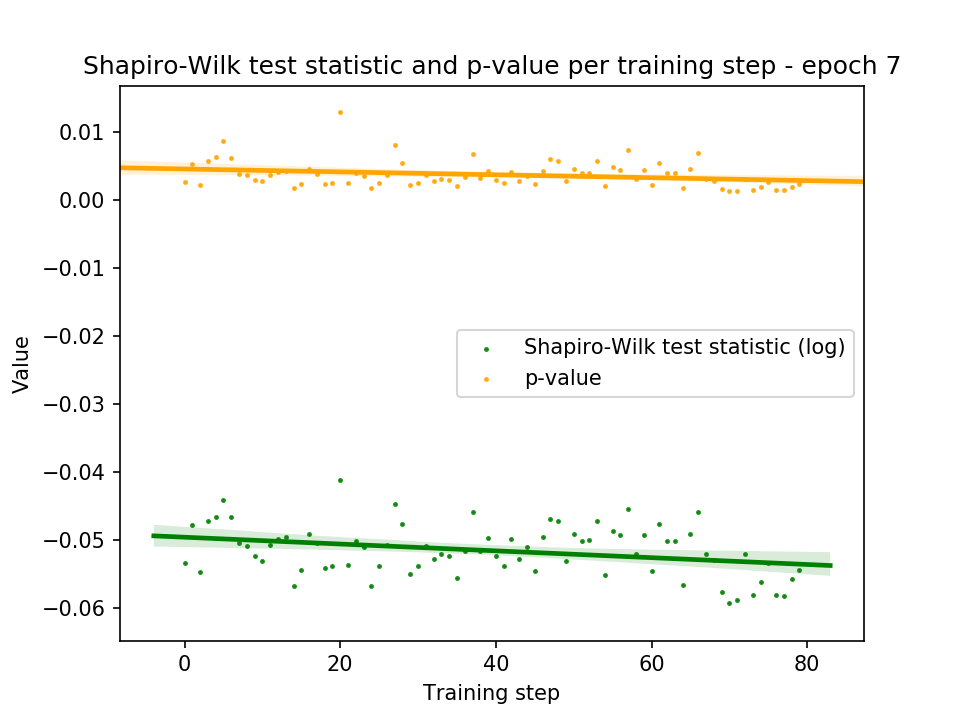 Shapiro-Wilk test statistic and p-value per training step - epoch 7
0.01
0.00
−0.01
−0.02
−0.03
−0.04
−0.05
−0.06
Value
Shapiro-Wilk test statistic (log)
p-value
0 20 40 60 80
Training step